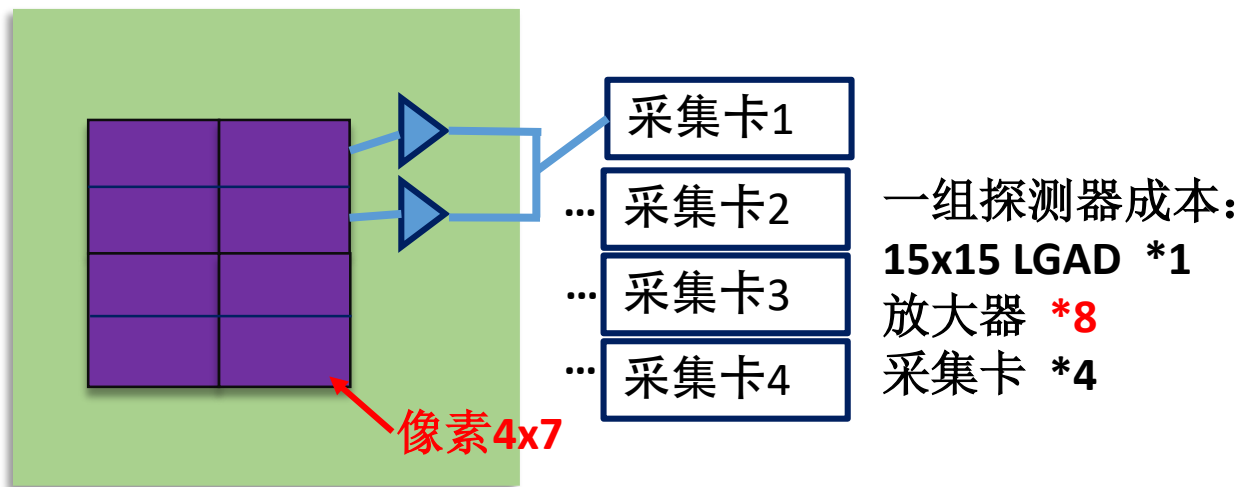 采集卡1
... 采集卡2
... 采集卡3
... 采集卡4
一组探测器成本：
15x15 LGAD *1
放大器 *8
采集卡 *4
像素4x7